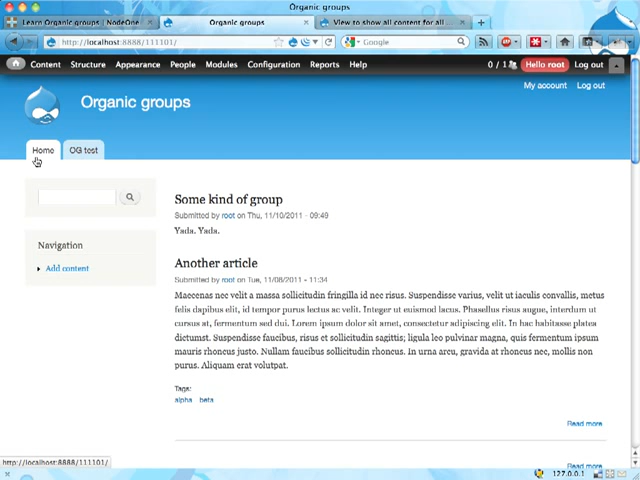 Organic groups
Learn Organic groups | NodeOne
Organic groups
View to show all content for all ...
http://localhost:8888/111101/
Google
Content Structure Appearance People Modules Configuration Reports Help
0 / 1
Hello root
Log out
My account Log out
Organic groups
Home
OG test
Some kind of group
Submitted by root on Thu, 11/10/2011 - 09:49
Yada. Yada.
Navigation
Add content
Another article
Submitted by root on Tue, 11/08/2011 - 11:34
Maecenas nec velit a massa sollicitudin fringilla id nec risus. Suspendisse varius, velit ut iaculis convallis, metus
felis dapibus elit, id tempor purus lectus ac velit. Integer ut euismod lacus. Phasellus risus augue, interdum ut
cursus at, fermentum sed dui. Lorem ipsum dolor sit amet, consectetur adipiscing elit. In hac habitasse platea
dictumst. Suspendisse faucibus, risus et sollicitudin sagittis; ligula leo pulvinar magna, quis fermentum ipsum
mauris rhoncus justo. Nullam faucibus sollicitudin rhoncus. In urna arcu, gravida at rhoncus nec, mollis non
purus. Aliquam erat volutpat.
Tags:
alpha beta
Read more
Read more
http://localhost:8888/111101/
127.0.0.1